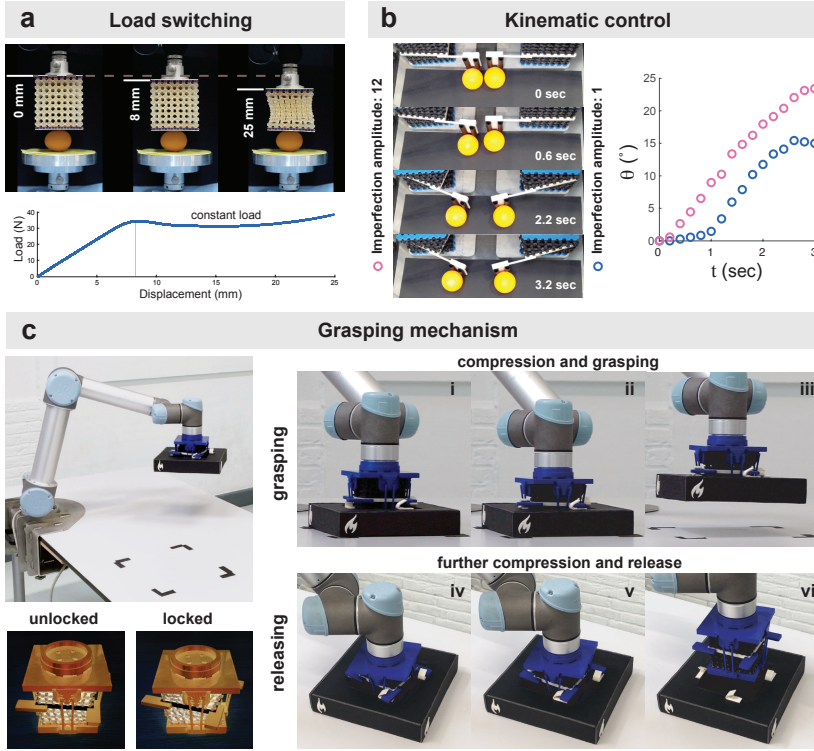 a
Load switching
0 mm
8 mm
25 mm
Load (N)
40
30
20
10
0
constant load
0
5
10
15
20
25
Displacement (mm)
b
Kinematic control
Imperfection amplitude: 12
0 sec
0.6 sec
2.2 sec
3.2 sec
Imperfection amplitude: 1
θ (°)
25
20
15
10
5
0
0
1
2
3
t (sec)
c
Grasping mechanism
unlocked
locked
compression and grasping
grasping
i
ii
iii
further compression and release
releasing
iv
v
vi